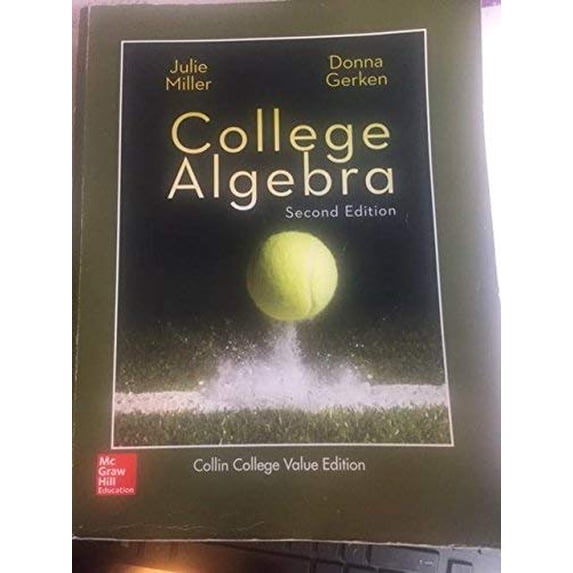 Julie
Miller
Donna
Gerken
College
Algebra
Second Edition
Mc
Graw
Hill
Education
Collin College Value Edition